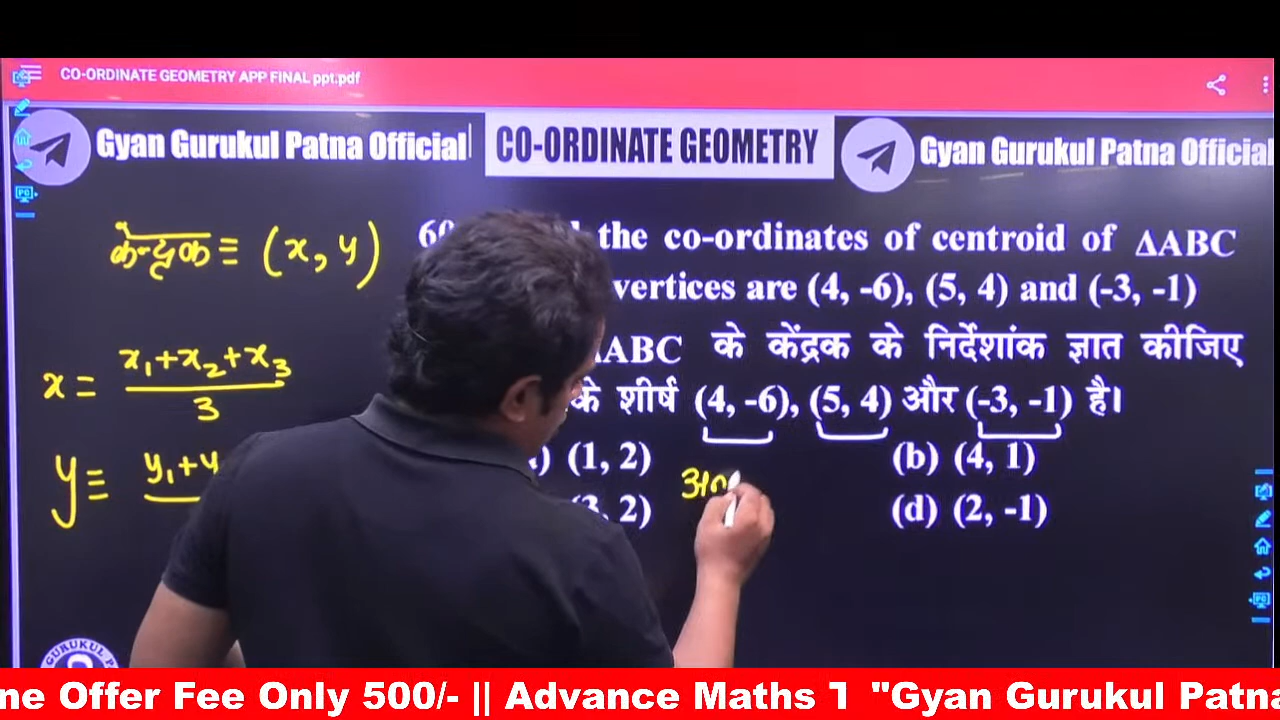 CO-ORDINATE GEOMETRY APP FINAL ppt.pdf
Gyan Gurukul Patna Official
CO-ORDINATE GEOMETRY
Gyan Gurukul Patna Official
केन्द्रक ≡ (x, y)
x = x₁+x₂+x₃ / 3
y ≡ y₁+y
60
the co-ordinates of centroid of ΔABC
vertices are (4, -6), (5, 4) and (-3, -1)
ABC के केंद्रक के निर्देशांक ज्ञात कीजिए
के शीर्ष (4, -6), (5, 4) और (-3, -1) है।
(1, 2) (b) (4, 1)
(3, 2) (d) (2, -1)
GURUKUL P
ne Offer Fee Only 500/- || Advance Maths "Gyan Gurukul Patna